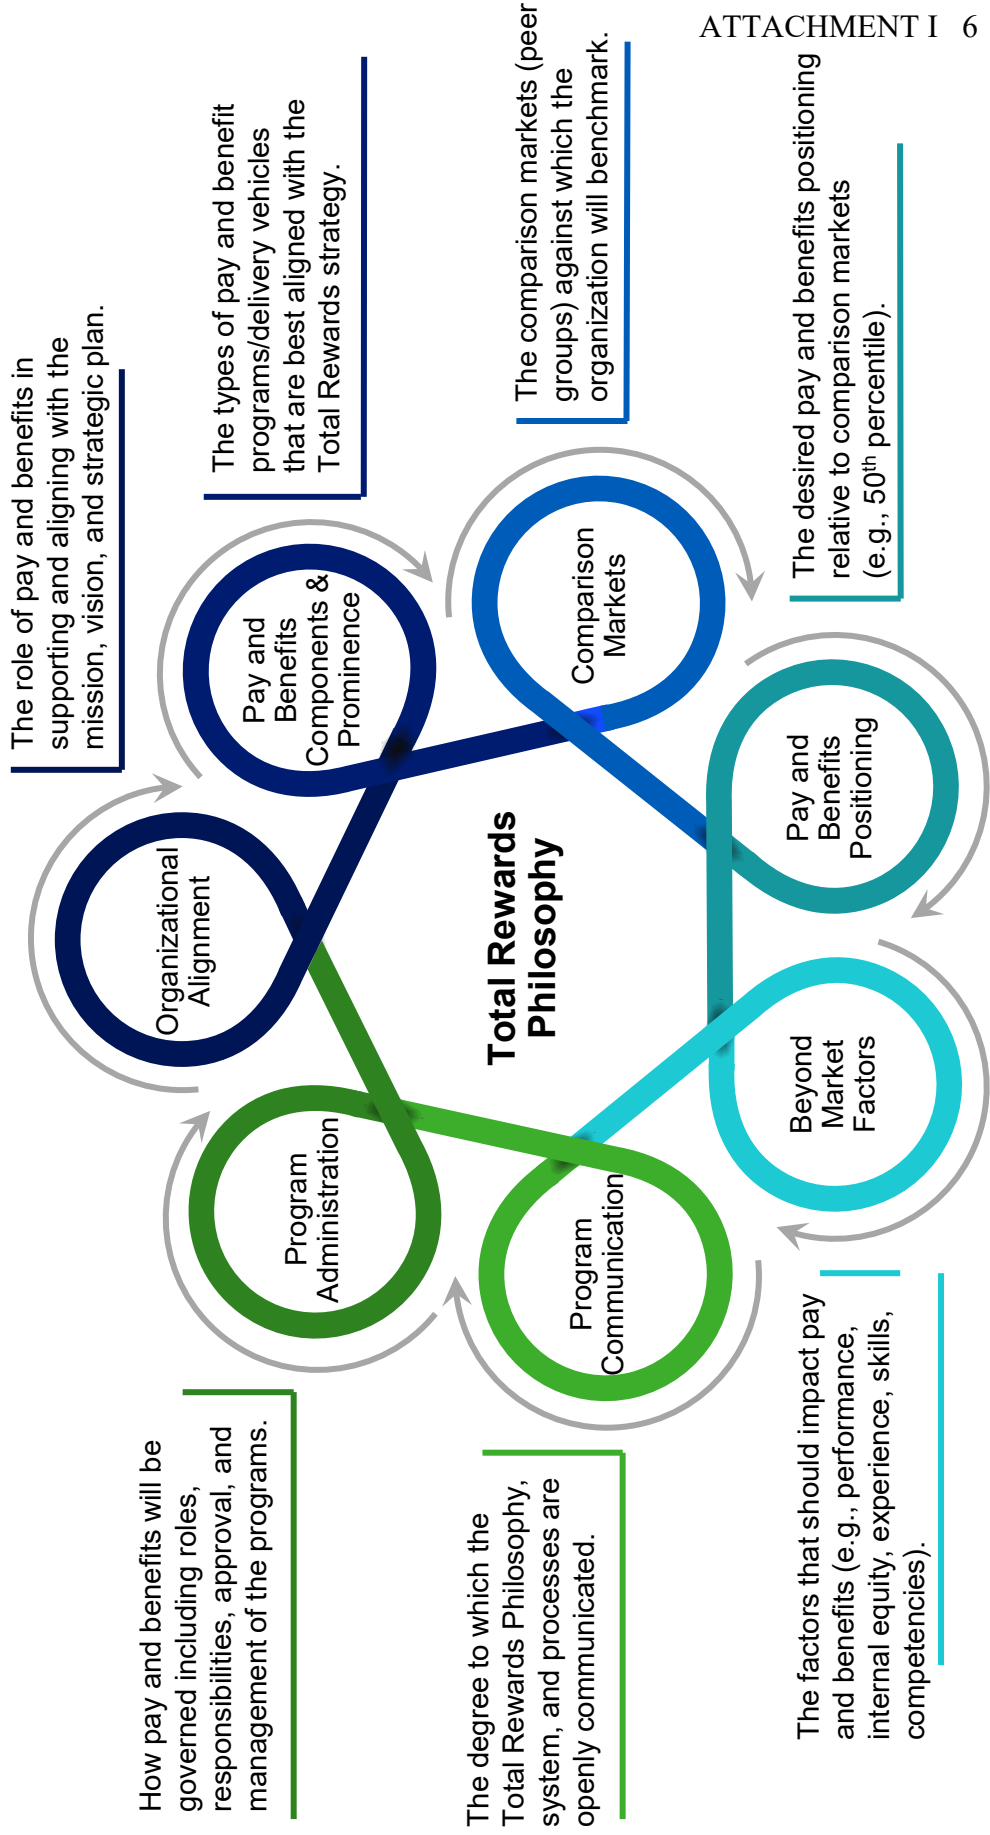 ATTACHMENT I   6
The role of pay and benefits in
supporting and aligning with the
mission, vision, and strategic plan.
Organizational
Alignment
The types of pay and benefit
programs/delivery vehicles
that are best aligned with the
Total Rewards strategy.
Pay and
Benefits
Components &
Prominence
The comparison markets (peer
groups) against which the
organization will benchmark.
Comparison
Markets
The desired pay and benefits positioning
relative to comparison markets
(e.g., 50th percentile).
Pay and
Benefits
Positioning
Total Rewards
Philosophy
Beyond
Market
Factors
The factors that should impact pay
and benefits (e.g., performance,
internal equity, experience, skills,
competencies).
Program
Communication
The degree to which the
Total Rewards Philosophy,
system, and processes are
openly communicated.
Program
Administration
How pay and benefits will be
governed including roles,
responsibilities, approval, and
management of the programs.